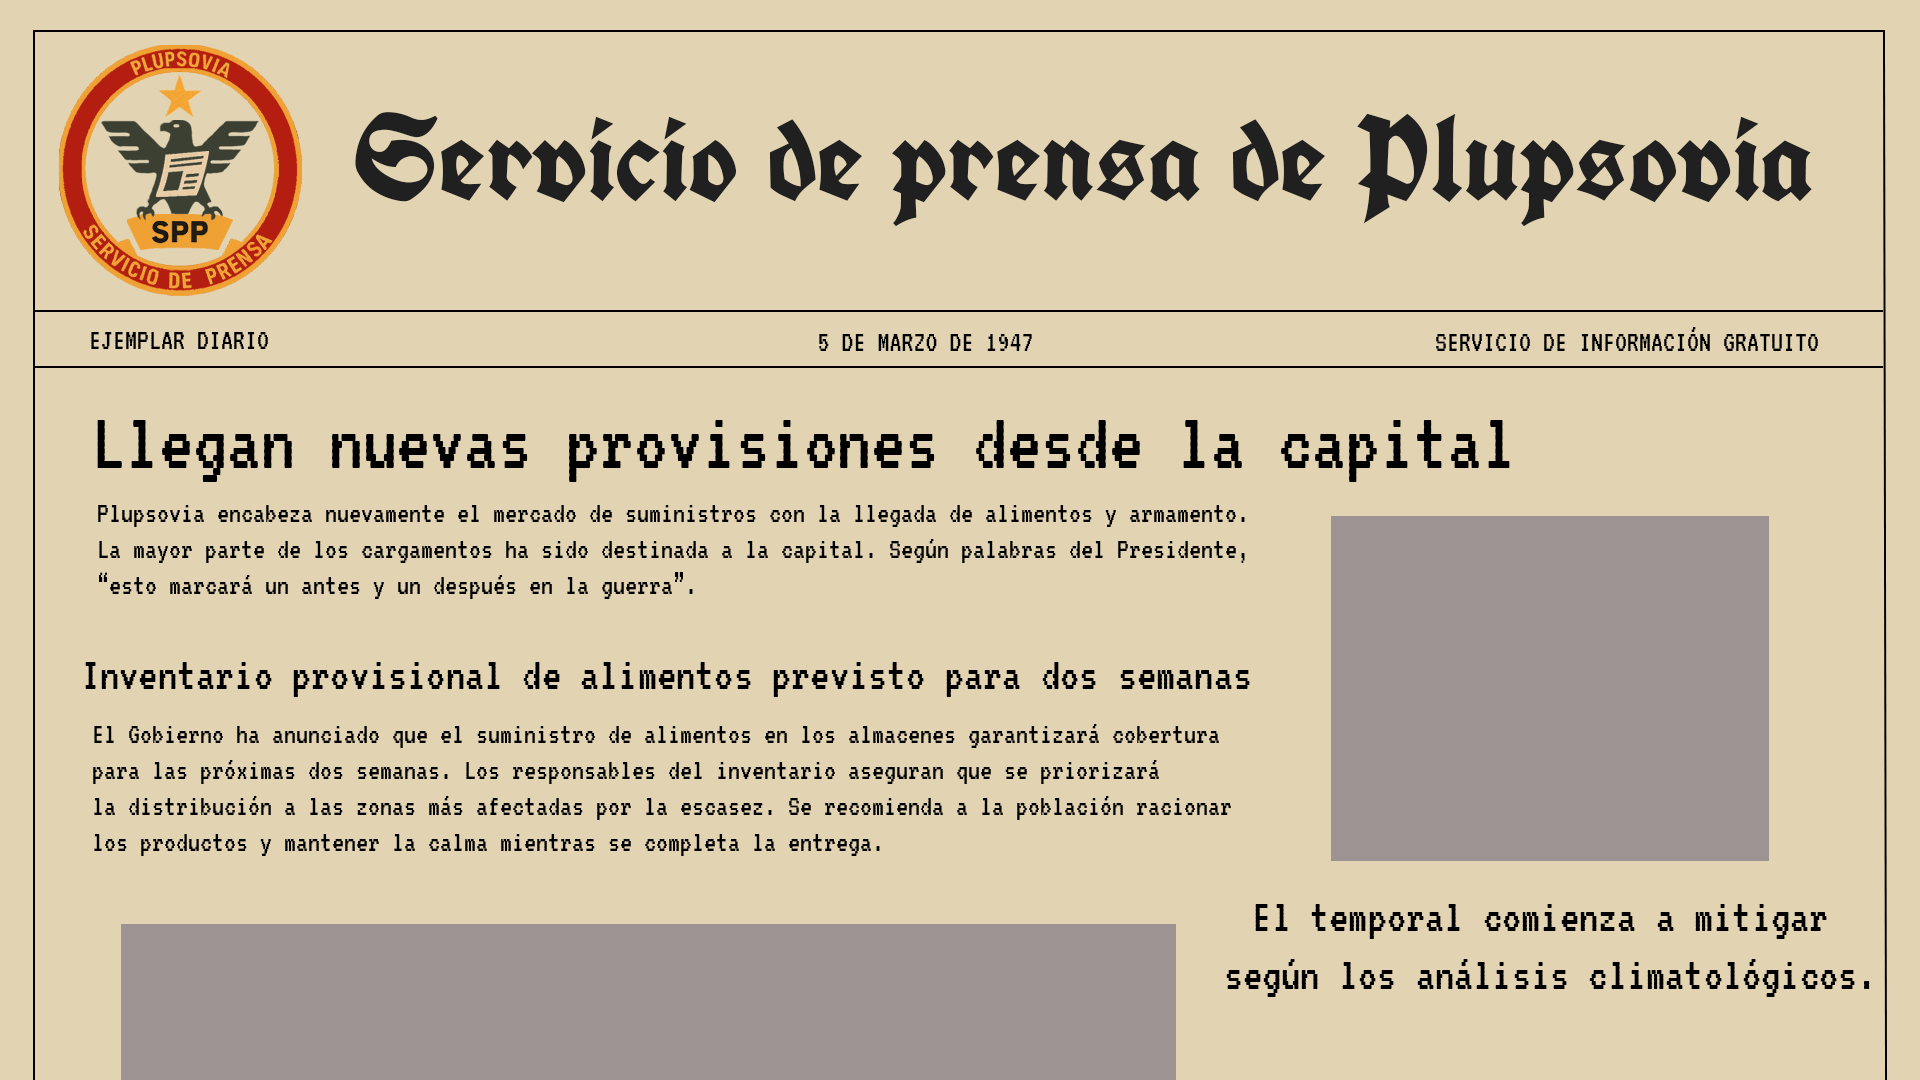 PLUPSOVIA
SPP
SERVICIO DE PRENSA
Servicio de prensa de Plupsovia
EJEMPLAR DIARIO
5 DE MARZO DE 1947
SERVICIO DE INFORMACIÓN GRATUITO
Llegan nuevas provisiones desde la capital
Plupsovia encabeza nuevamente el mercado de suministros con la llegada de alimentos y armamento.
La mayor parte de los cargamentos ha sido destinada a la capital. Según palabras del Presidente,
“esto marcará un antes y un después en la guerra”.
Inventario provisional de alimentos previsto para dos semanas
El Gobierno ha anunciado que el suministro de alimentos en los almacenes garantizará cobertura
para las próximas dos semanas. Los responsables del inventario aseguran que se priorizará
la distribución a las zonas más afectadas por la escasez. Se recomienda a la población racionar
los productos y mantener la calma mientras se completa la entrega.
El temporal comienza a mitigar
según los análisis climatológicos.